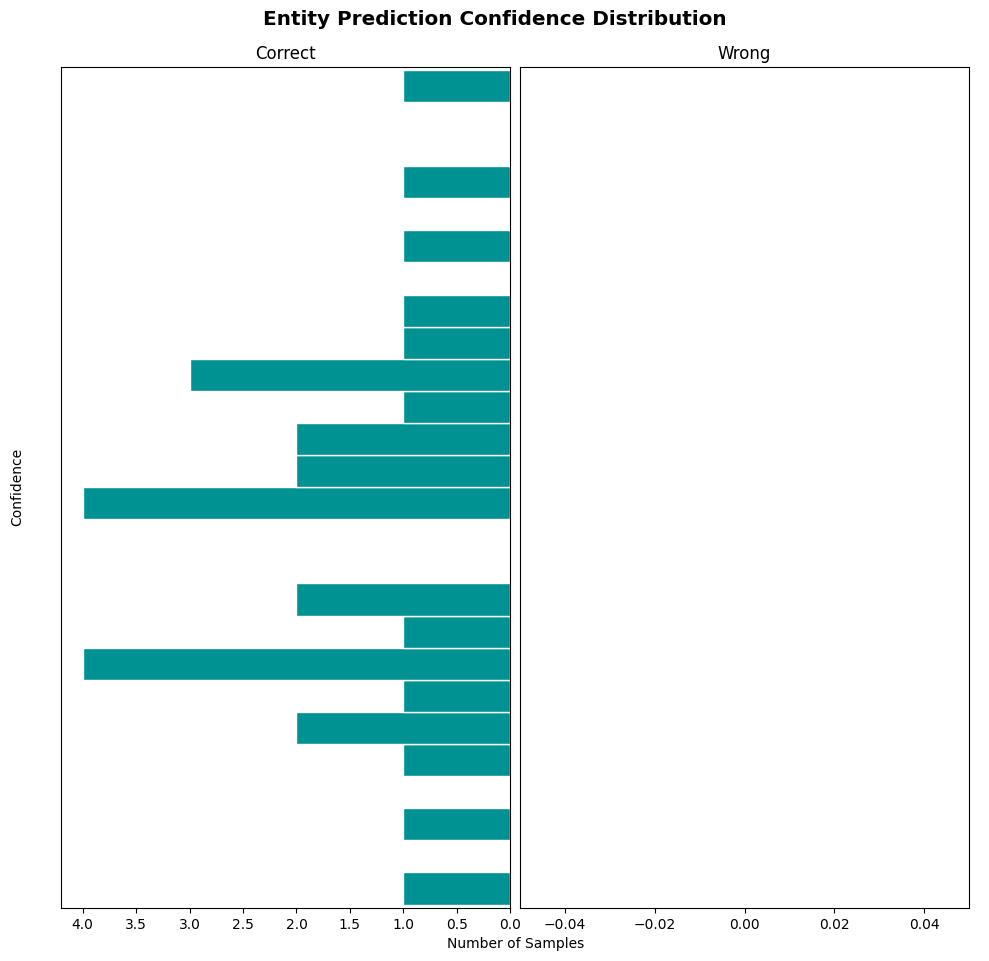 Entity Prediction Confidence Distribution
Correct
Wrong
Confidence
4.0 3.5 3.0 2.5 2.0 1.5 1.0 0.5 0.0
−0.04 −0.02 0.00 0.02 0.04
Number of Samples